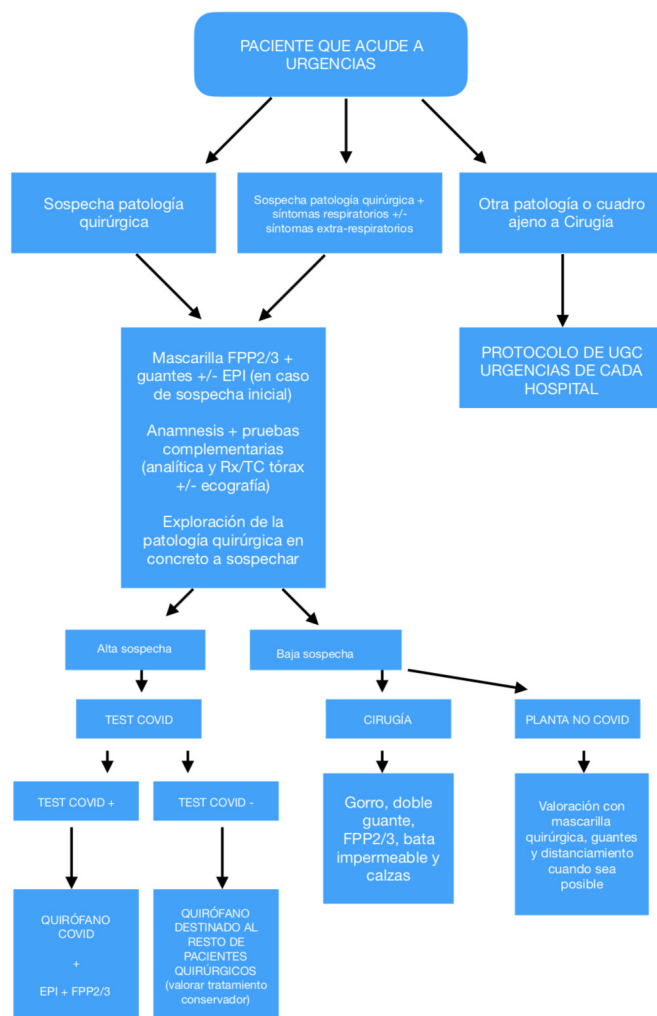 PACIENTE QUE ACUDE A
URGENCIAS
Sospecha patología
quirúrgica
Sospecha patología quirúrgica +
síntomas respiratorios +/-
síntomas extra-respiratorios
Otra patología o cuadro
ajeno a Cirugía
Mascarilla FPP2/3 +
guantes +/- EPI (en caso
de sospecha inicial)
Anamnesis + pruebas
complementarias
(analítica y Rx/TC tórax
+/- ecografía)
Exploración de la
patología quirúrgica en
concreto a sospechar
PROTOCOLO DE UGC
URGENCIAS DE CADA
HOSPITAL
Alta sospecha
Baja sospecha
TEST COVID
CIRUGÍA
PLANTA NO COVID
TEST COVID +
TEST COVID -
Gorro, doble
guante,
FPP2/3, bata
impermeable y
calzas
Valoración con
mascarilla
quirúrgica, guantes
y distanciamiento
cuando sea
posible
QUIRÓFANO
COVID
+
EPI + FPP2/3
QUIRÓFANO
DESTINADO AL
RESTO DE
PACIENTES
QUIRÚRGICOS
(valorar tratamiento
conservador)